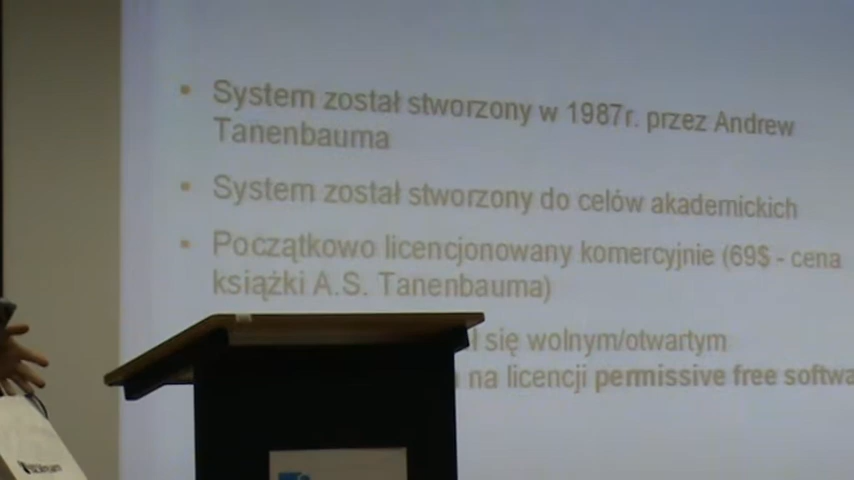 System został stworzony w 1987r. przez Andrew
Tanenbauma
System został stworzony do celów akademickich
Początkowo licencjonowany komercyjnie (69$ - cena
książki A.S. Tanenbauma)
się wolnym/otwartym
na licencji permissive free